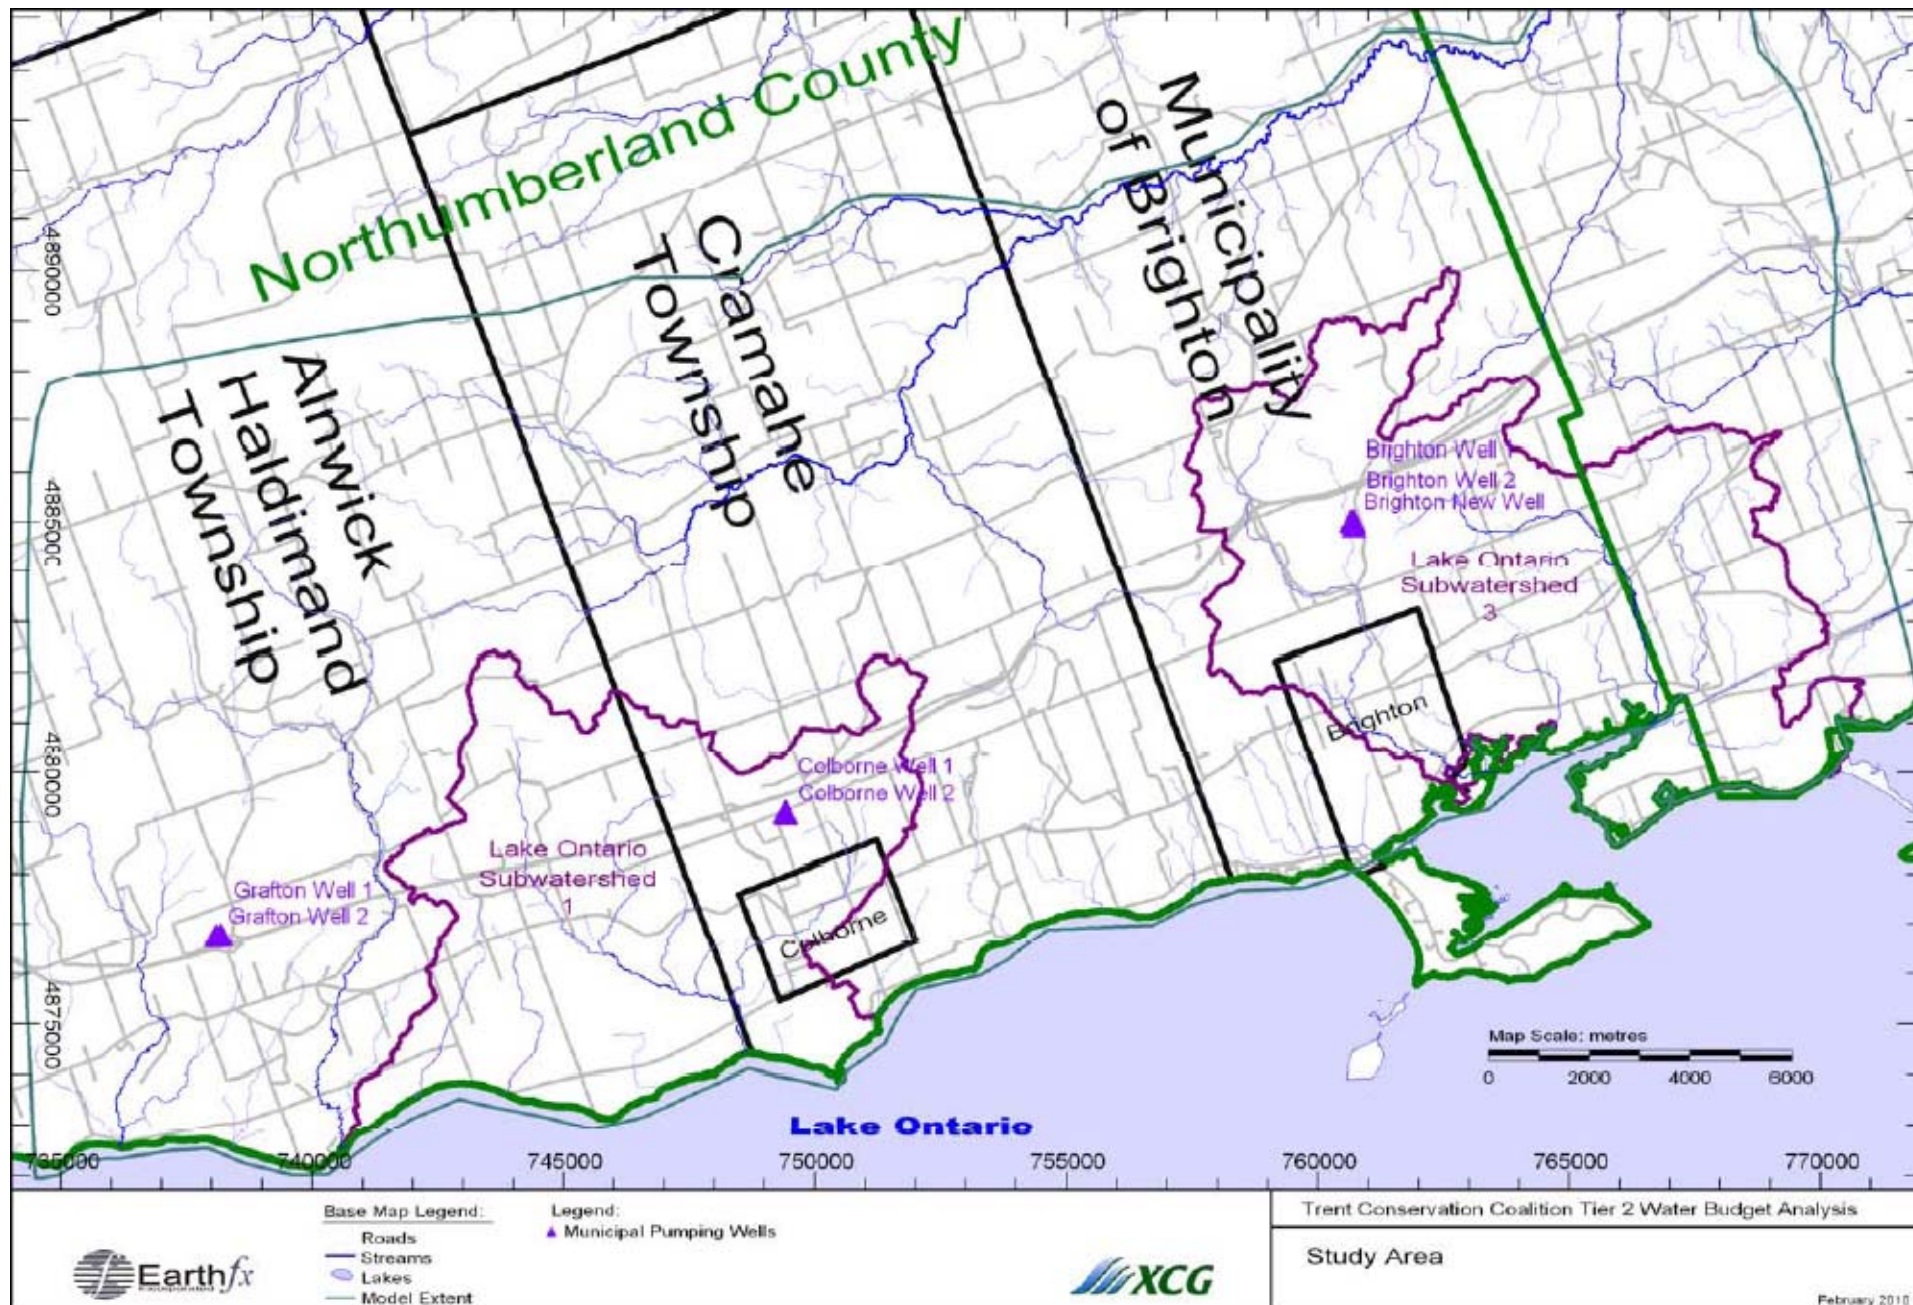 Northumberland County
Municipality
of Brighton
Cramahe
Township
Alnwick
Haldimand
Township
4890000
4885000
4880000
4875000
Brighton Well 1
Brighton Well 2
Brighton New Well
Lake Ontario
Subwatershed
3
Brighton
Colborne Well 1
Colborne Well 2
Lake Ontario
Subwatershed
1
Grafton Well 1
Grafton Well 2
Colborne
Map Scale: metres
0 2000 4000 6000
Lake Ontario
735000 740000 745000 750000 755000 760000 765000 770000
Base Map Legend:
Roads
Streams
Lakes
Model Extent
Legend:
Municipal Pumping Wells
Earthfx
Incorporated
XCG
Trent Conservation Coalition Tier 2 Water Budget Analysis
Study Area
February 2010